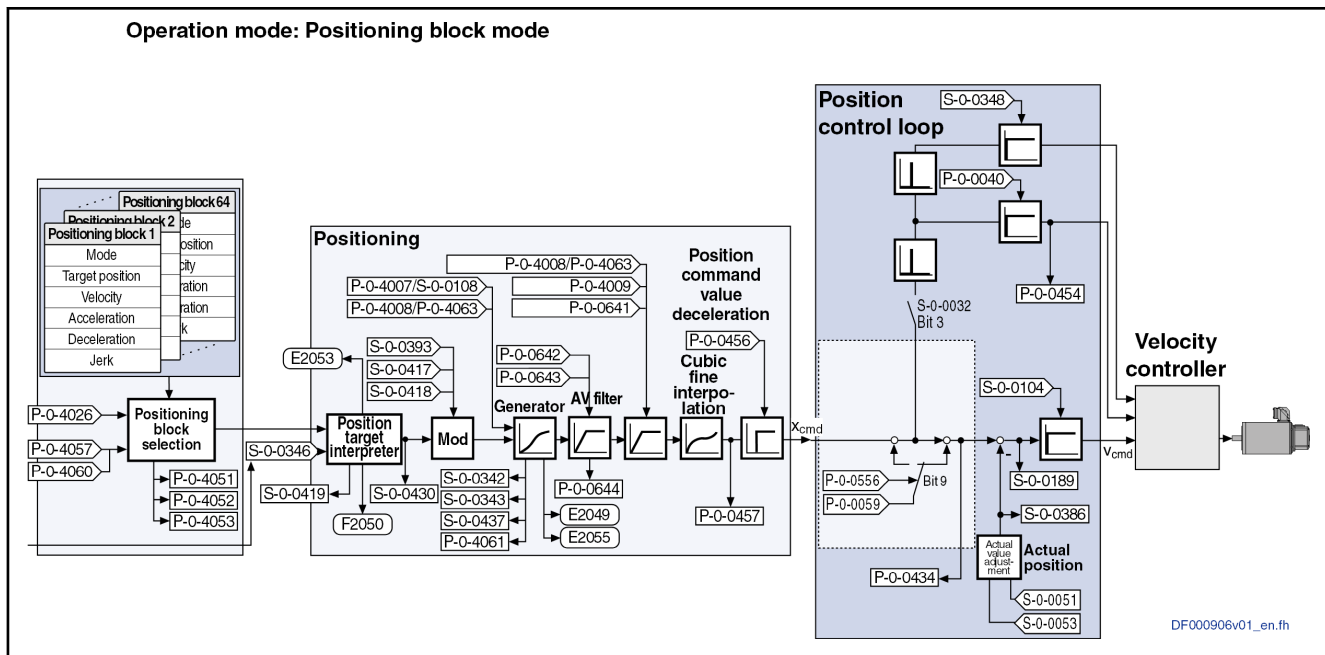 Operation mode: Positioning block mode
Positioning block 64
Positioning block 2
Positioning block 1
Mode
Target position
Velocity
Acceleration
Deceleration
Jerk
de
osition
city
ration
ration
rk
P-0-4026
P-0-4057
P-0-4060
Positioning
block
selection
P-0-4051
P-0-4052
P-0-4053
Positioning
P-0-4007/S-0-0108
P-0-4008/P-0-4063
P-0-4008/P-0-4063
P-0-4009
P-0-0641
E2053
S-0-0393
S-0-0417
S-0-0418
P-0-0642
P-0-0643
S-0-0346
Position
target
interpreter
Mod
Generator
AV filter
Cubic
fine
interpo-
lation
Position
command
value
deceleration
P-0-0456
S-0-0419
S-0-0430
F2050
S-0-0342
S-0-0343
S-0-0437
P-0-4061
P-0-0644
E2049
E2055
P-0-0457
xcmd
Position
control loop
S-0-0348
P-0-0040
P-0-0454
S-0-0032
Bit 3
S-0-0104
P-0-0556
P-0-0059
Bit 9
-
S-0-0189
S-0-0386
Actual
value
adjust-
ment
Actual
position
P-0-0434
S-0-0051
S-0-0053
vcmd
Velocity
controller
DF000906v01_en.fh